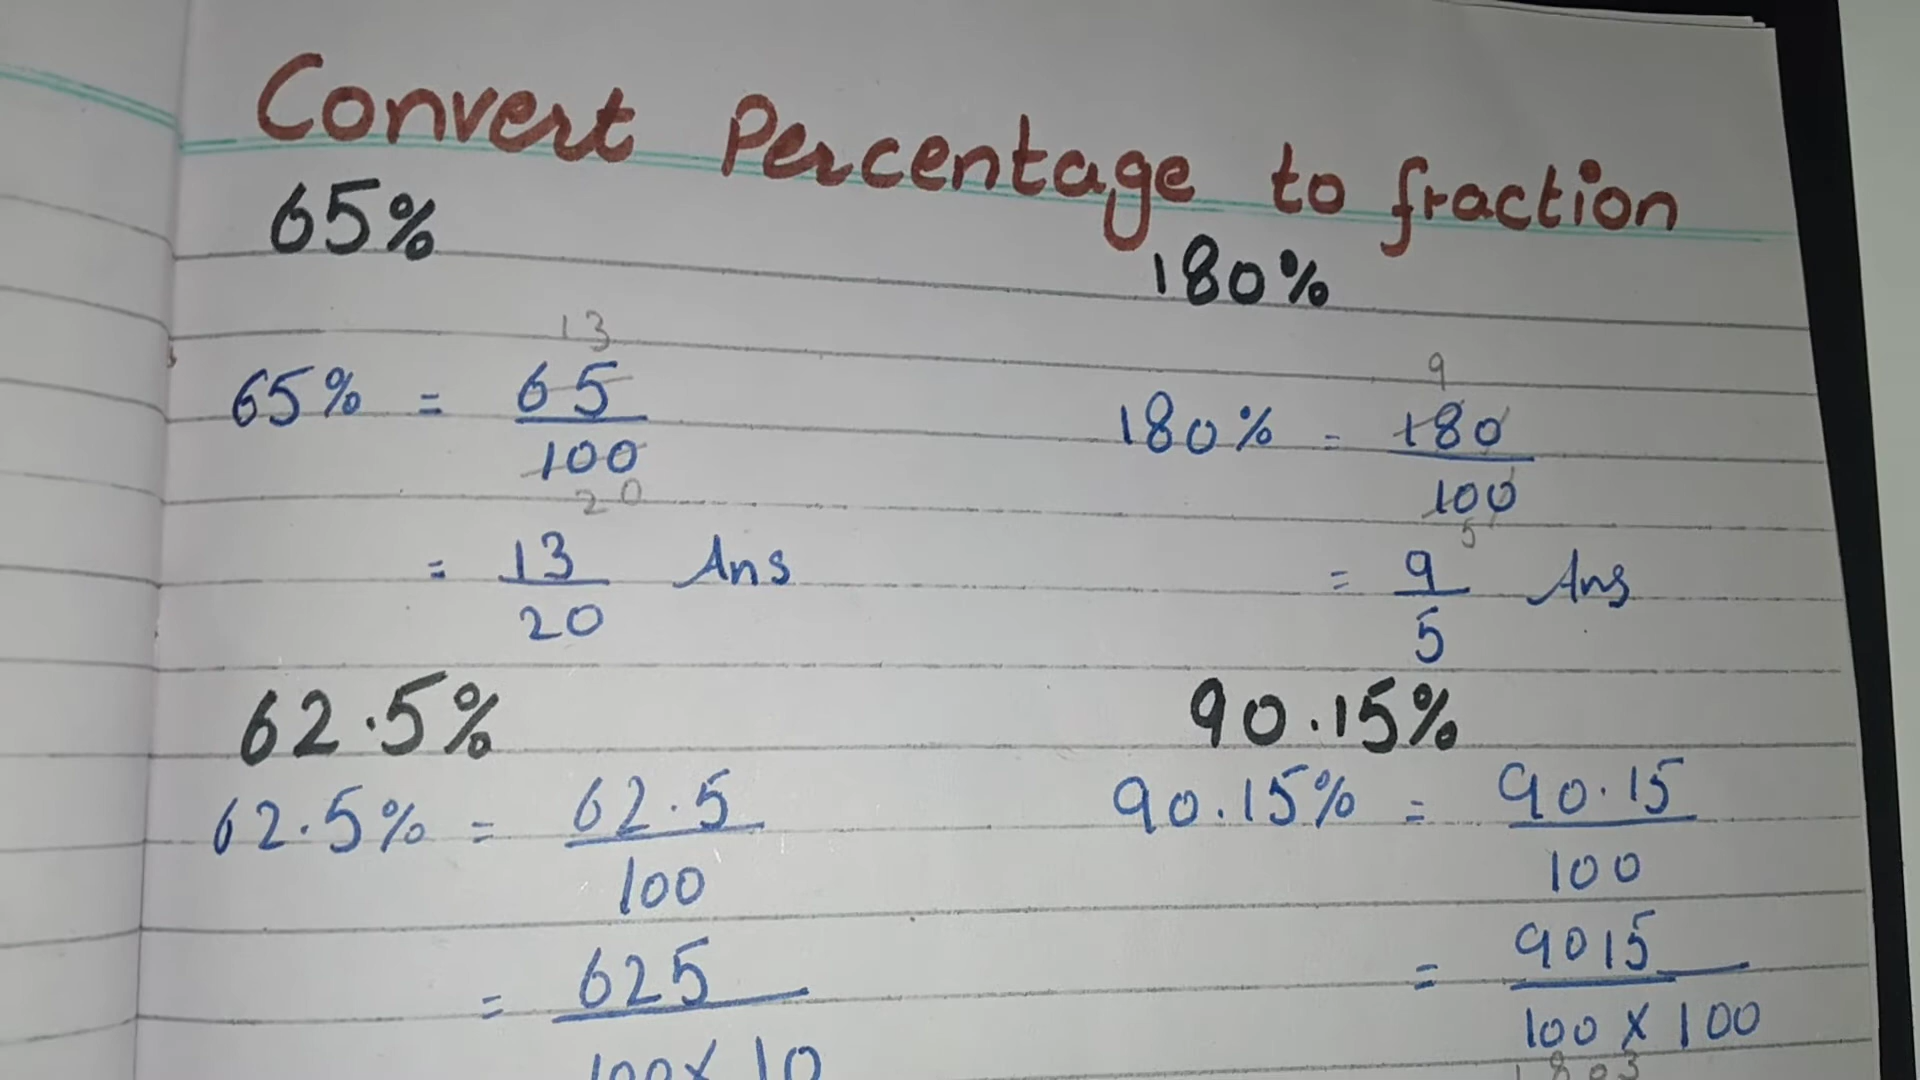 Convert Percentage to fraction
65%
180%
13
65% = 65
100
20
= 13 Ans
20
9
180% = 180
100
5
= 9 Ans
5
62.5%
62.5% = 62.5
100
= 625
100 x 10
90.15%
90.15% = 90.15
100
= 9015
100 x 100
1803